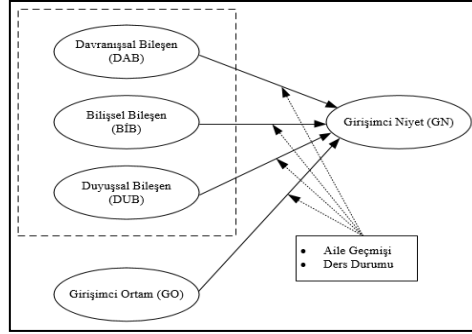 Davranışsal Bileşen
(DAB)
Bilişsel Bileşen
(BİB)
Girişimci Niyet (GN)
Duyuşsal Bileşen
(DUB)
• Aile Geçmişi
• Ders Durumu
Girişimci Ortam (GO)